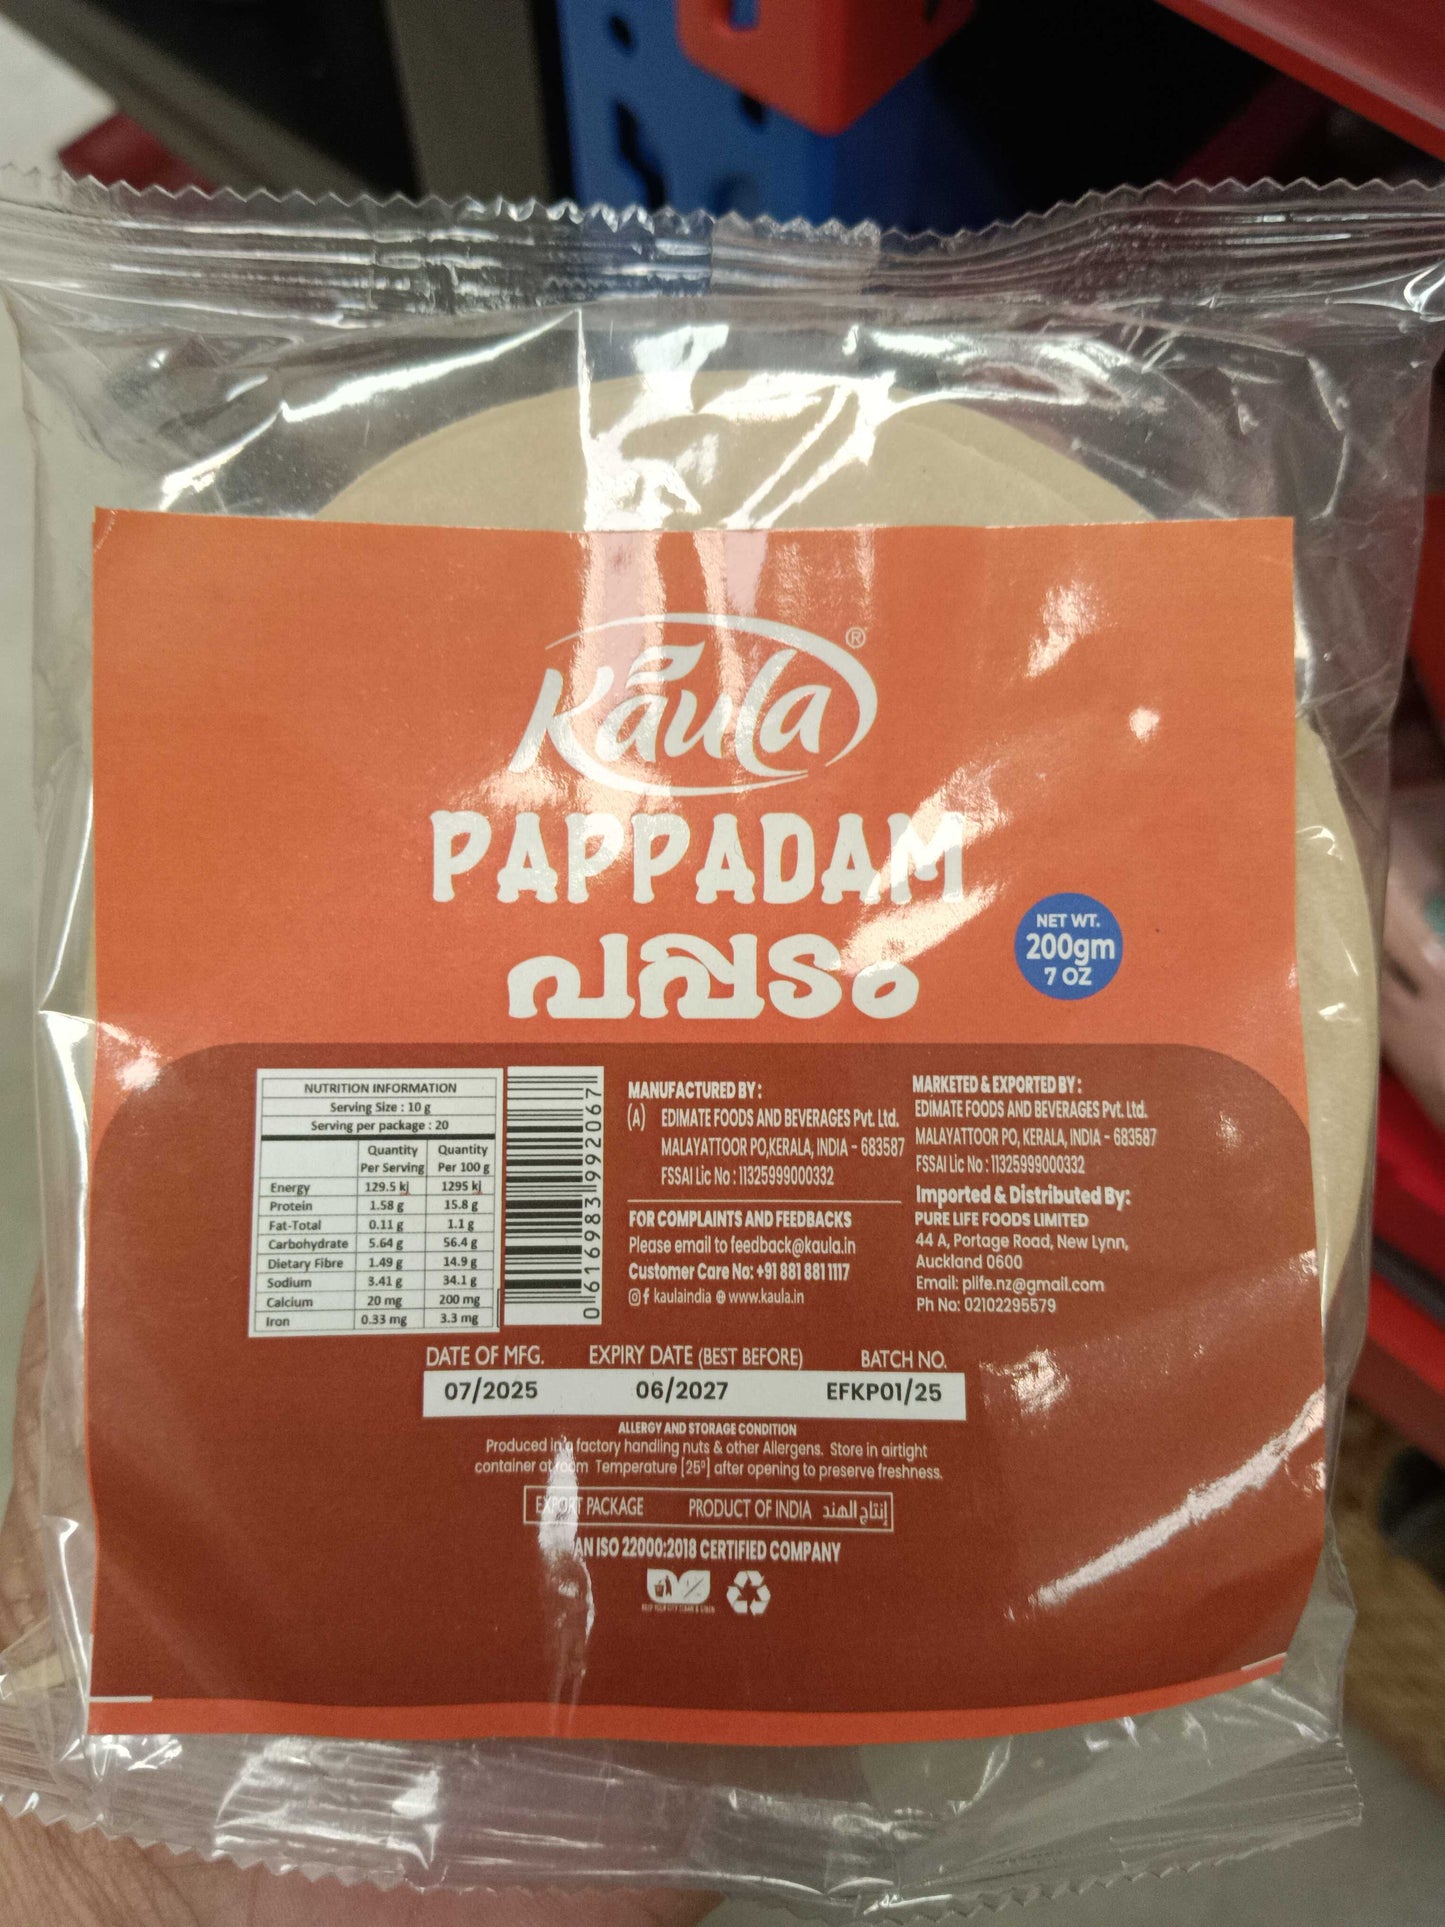 Kaula®
PAPPADAM
പപ്പടം
NET WT.
200gm
7 OZ
NUTRITION INFORMATION
Serving Size : 10 g
Serving per package : 20
Quantity Per Serving Quantity Per 100 g
Energy 129.5 kj 1295 kj
Protein 1.58 g 15.8 g
Fat-Total 0.11 g 1.1 g
Carbohydrate 5.64 g 56.4 g
Dietary Fibre 1.49 g 14.9 g
Sodium 3.41 g 34.1 g
Calcium 20 mg 200 mg
Iron 0.33 mg 3.3 mg
0 616983 992067
MANUFACTURED BY :
(A) EDIMATE FOODS AND BEVERAGES Pvt. Ltd.
MALAYATTOOR PO,KERALA, INDIA - 683587
FSSAI Lic No : 11325999000332
FOR COMPLAINTS AND FEEDBACKS
Please email to feedback@kaula.in
Customer Care No: +91 881 881 1117
kaulaindia www.kaula.in
MARKETED & EXPORTED BY :
EDIMATE FOODS AND BEVERAGES Pvt. Ltd.
MALAYATTOOR PO, KERALA, INDIA - 683587
FSSAI Lic No : 11325999000332
Imported & Distributed By:
PURE LIFE FOODS LIMITED
44 A, Portage Road, New Lynn,
Auckland 0600
Email: plife.nz@gmail.com
Ph No: 02102295579
DATE OF MFG. EXPIRY DATE (BEST BEFORE) BATCH NO.
07/2025 06/2027 EFKP01/25
ALLERGY AND STORAGE CONDITION
Produced in a factory handling nuts & other Allergens. Store in airtight
container at room Temperature [25º] after opening to preserve freshness.
EXPORT PACKAGE PRODUCT OF INDIA إنتاج الهند
AN ISO 22000:2018 CERTIFIED COMPANY
KEEP YOUR CITY CLEAN & GREEN